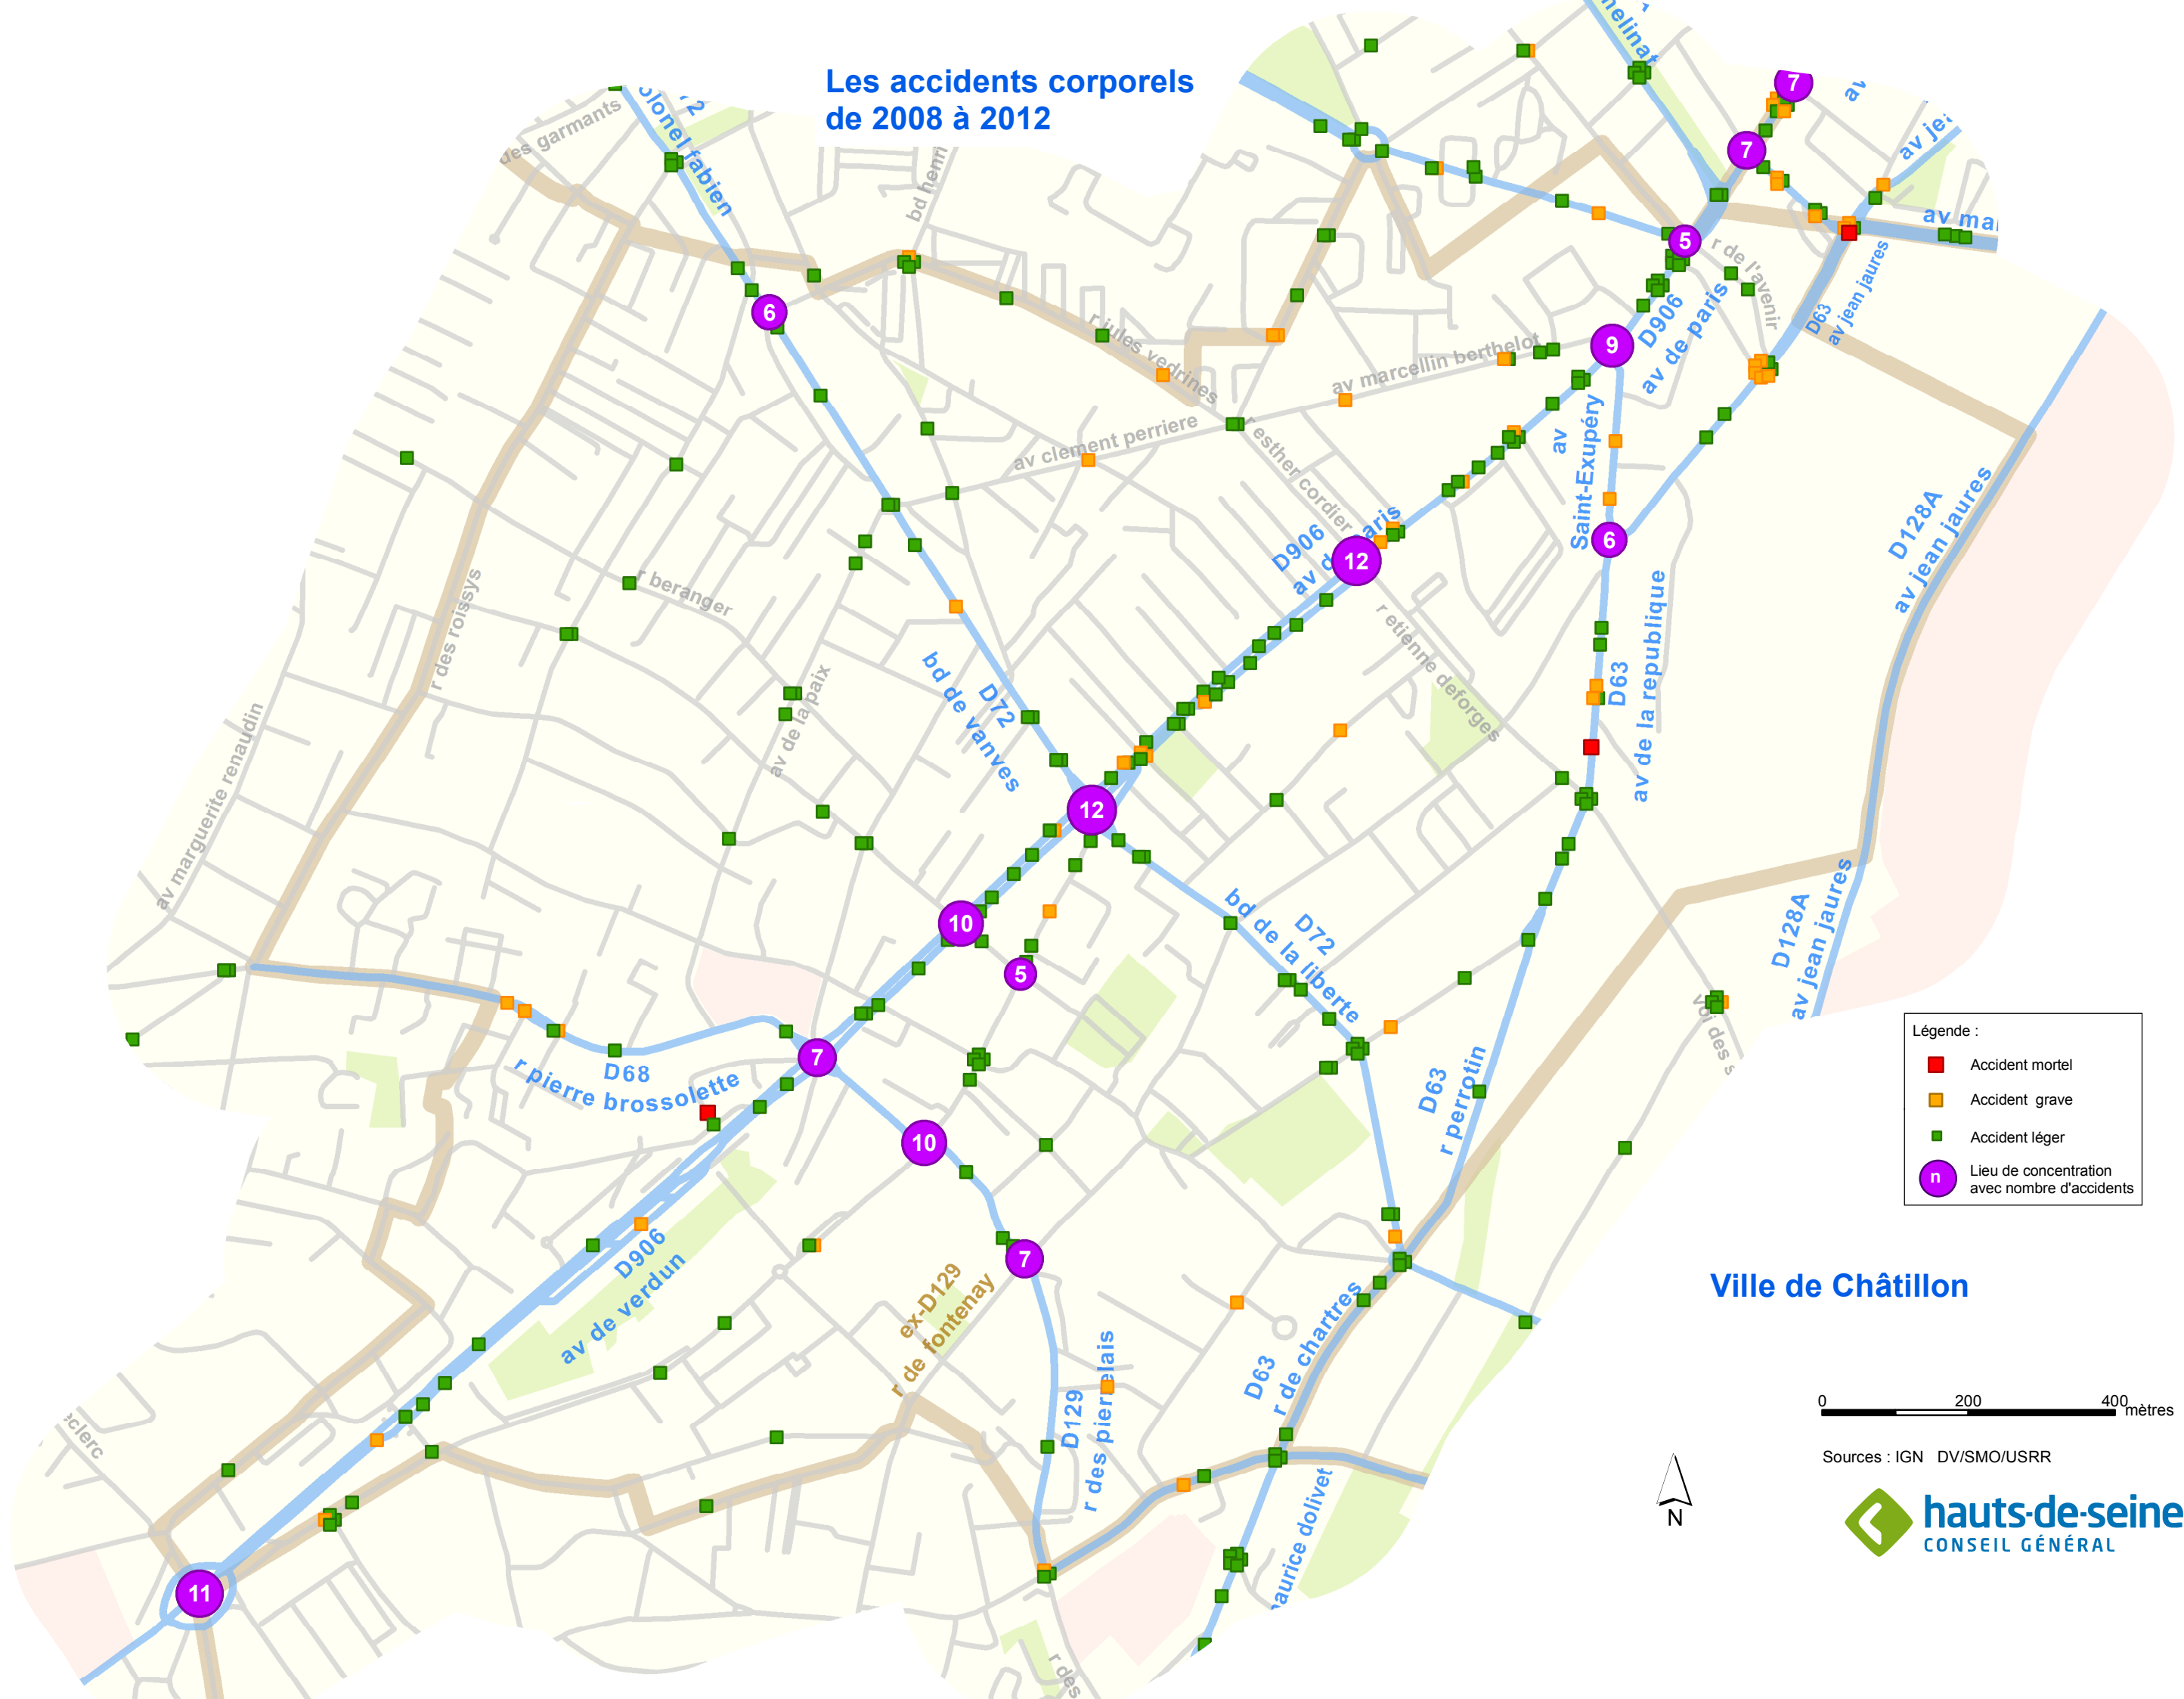 Les accidents corporels
de 2008 à 2012
des garmants
colonel fabien
bd henri
r jules vedrines
av marcellin berthelot
av clement perriere
r esther cordier
r de l'avenir
av ma
av
D63
av jean jaures
D906
av de paris
av
Saint-Exupéry
D128A
av jean jaures
D906
r etienne deforges
r beranger
r des roissys
av de la paix
av marguerite renaudin
D72
bd de vanves
D63
av de la republique
D72
bd de la liberte
D128A
av jean jaures
D68
r pierre brossolette
D63
r perrotin
voi des s
D906
av de verdun
ex-D129
r de fontenay
D129
r des pierrelais
D63
r de chartres
r des
7
7
5
6
9
6
12
12
10
5
7
10
7
11
Légende :
Accident mortel
Accident grave
Accident léger
n
Lieu de concentration
avec nombre d'accidents
Ville de Châtillon
0 200 400
mètres
Sources : IGN DV/SMO/USRR
N
hauts-de-seine
CONSEIL GÉNÉRAL